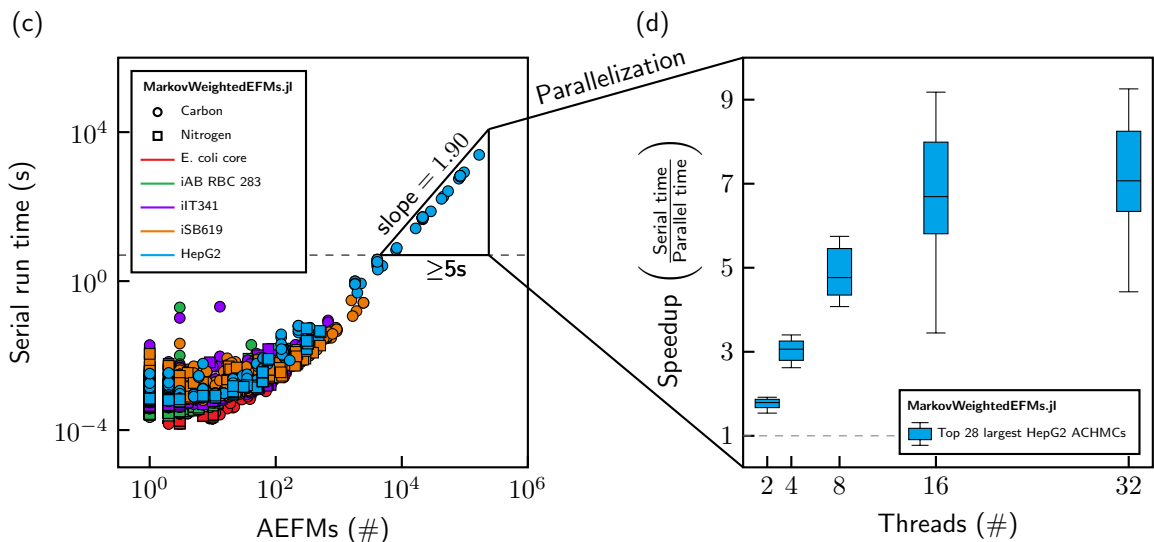 (c)
Serial run time (s)
10^4
10^0
10^−4
10^0
10^2
10^4
10^6
AEFMs (#)
MarkovWeightedEFMs.jl
Carbon
Nitrogen
E. coli core
iAB RBC 283
iIT341
iSB619
HepG2
slope = 1.90
≥5s
Parallelization
(d)
Speedup (Serial time / Parallel time)
9
7
5
3
1
2
4
8
16
32
Threads (#)
MarkovWeightedEFMs.jl
Top 28 largest HepG2 ACHMCs